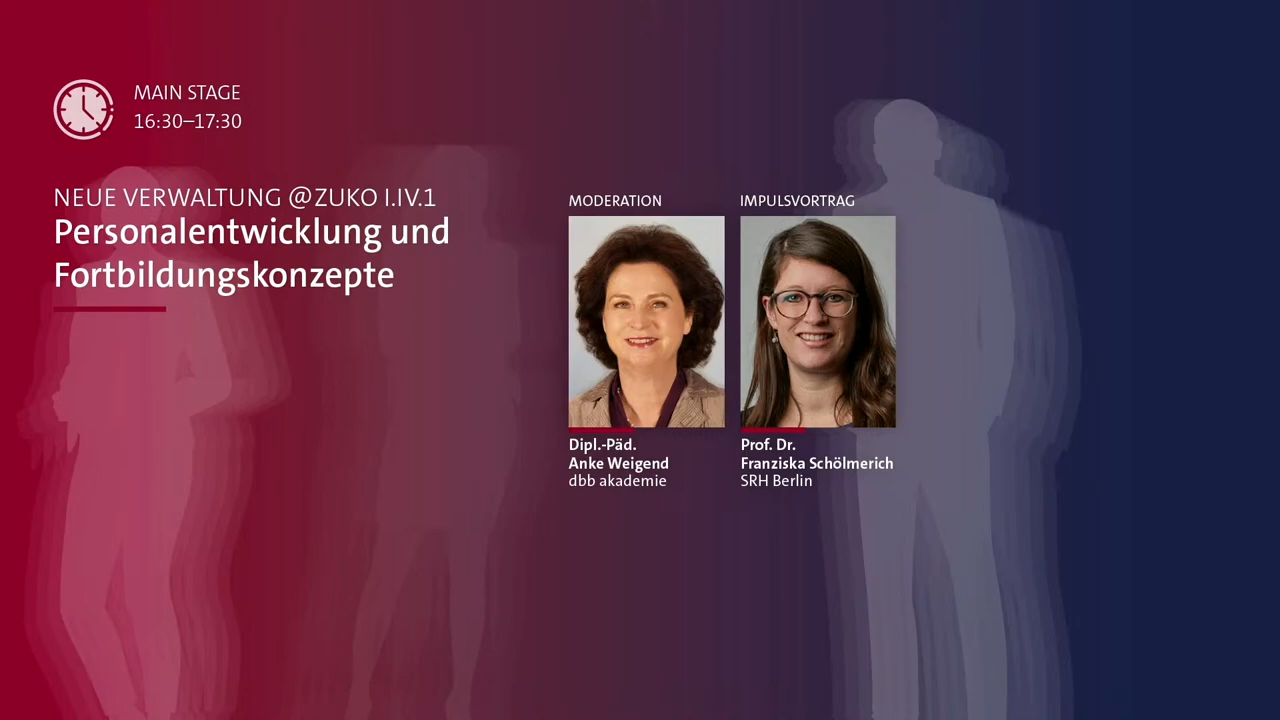 MAIN STAGE
16:30–17:30
NEUE VERWALTUNG @ZUKO I.IV.1
Personalentwicklung und
Fortbildungskonzepte
MODERATION
Dipl.-Päd.
Anke Weigend
dbb akademie
IMPULSVORTRAG
Prof. Dr.
Franziska Schölmerich
SRH Berlin